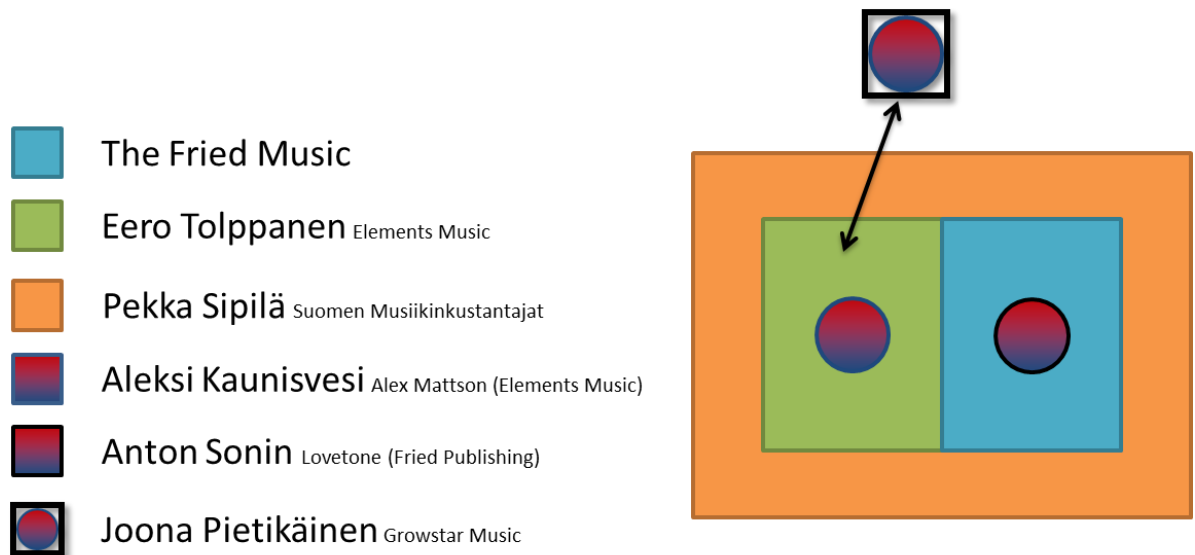 The Fried Music
Eero Tolppanen Elements Music
Pekka Sipilä Suomen Musiikinkustantajat
Aleksi Kaunisvesi Alex Mattson (Elements Music)
Anton Sonin Lovetone (Fried Publishing)
Joona Pietikäinen Growstar Music